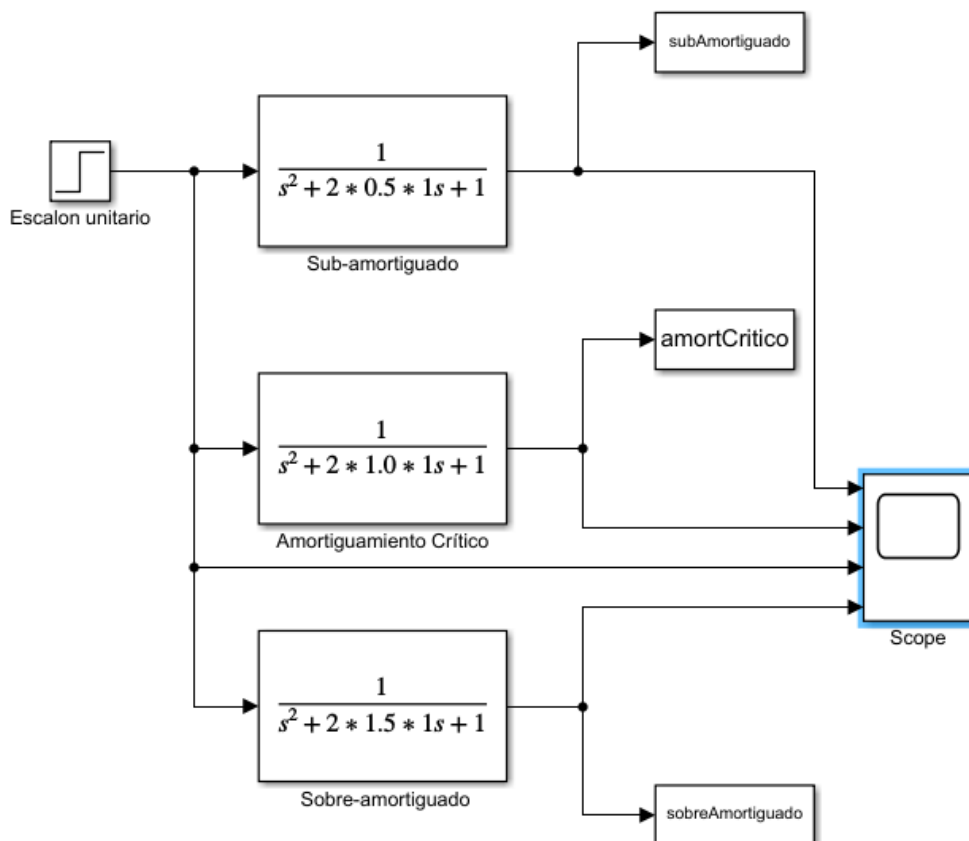 subAmortiguado
1
s² + 2 * 0.5 * 1s + 1
Escalon unitario
Sub-amortiguado
amortCritico
1
s² + 2 * 1.0 * 1s + 1
Amortiguamiento Crítico
Scope
1
s² + 2 * 1.5 * 1s + 1
Sobre-amortiguado
sobreAmortiguado